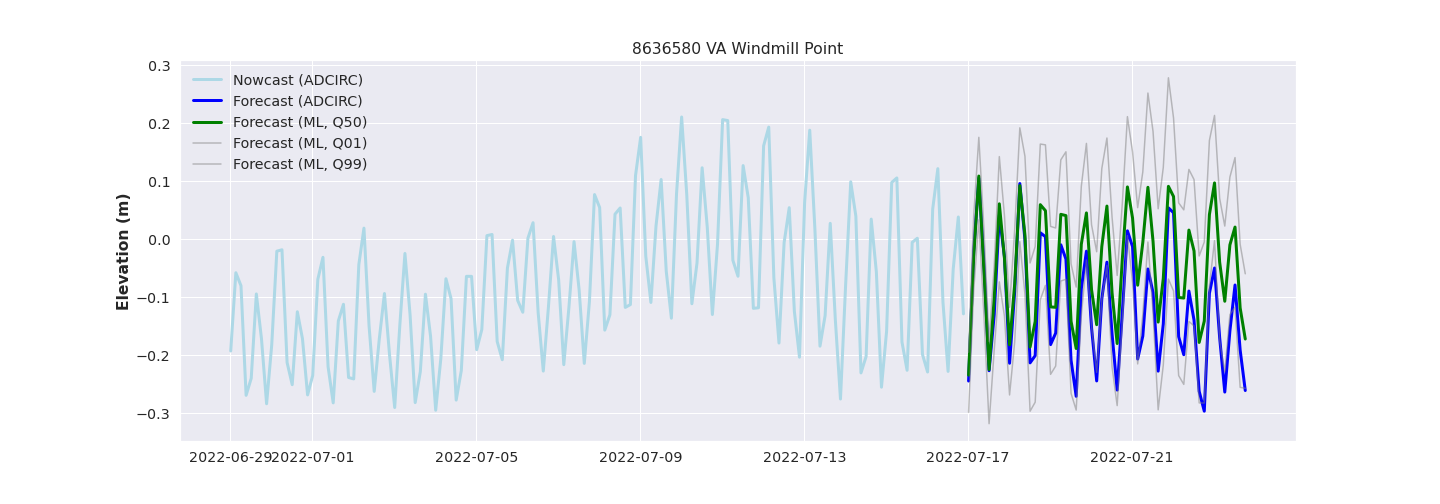 8636580 VA Windmill Point
Elevation (m)
0.3
0.2
0.1
0.0
−0.1
−0.2
−0.3
Nowcast (ADCIRC)
Forecast (ADCIRC)
Forecast (ML, Q50)
Forecast (ML, Q01)
Forecast (ML, Q99)
2022-06-29 2022-07-01 2022-07-05 2022-07-09 2022-07-13 2022-07-17 2022-07-21